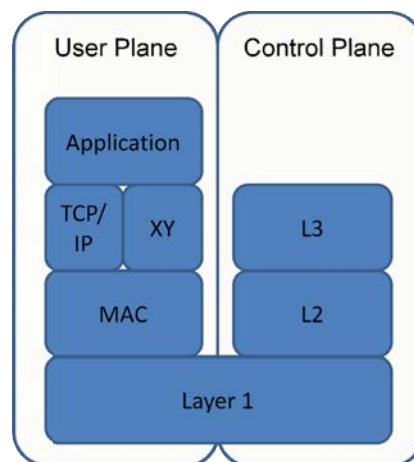 User Plane
Control Plane
Application
TCP/
IP
XY
L3
MAC
L2
Layer 1